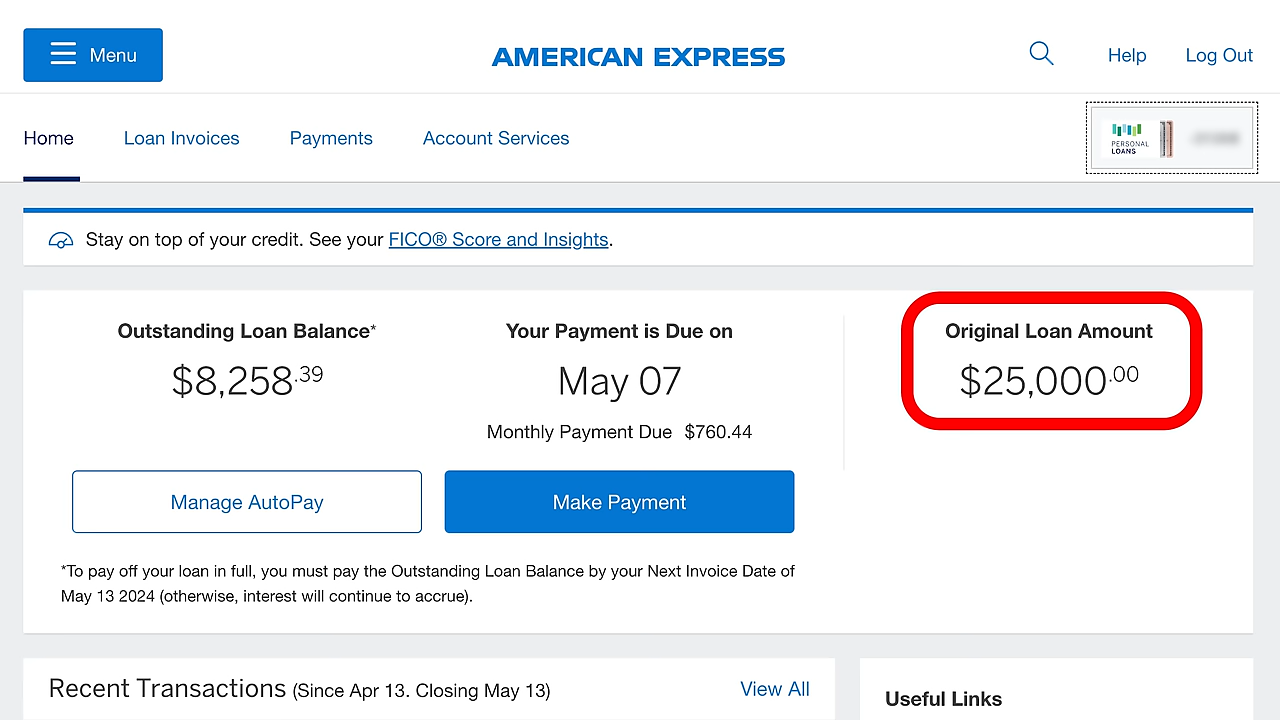 Menu
AMERICAN EXPRESS
Help
Log Out
Home
Loan Invoices
Payments
Account Services
PERSONAL
LOANS
Stay on top of your credit. See your FICO® Score and Insights.
Outstanding Loan Balance*
$8,258.39
Your Payment is Due on
May 07
Monthly Payment Due $760.44
Original Loan Amount
$25,000.00
Manage AutoPay
Make Payment
*To pay off your loan in full, you must pay the Outstanding Loan Balance by your Next Invoice Date of
May 13 2024 (otherwise, interest will continue to accrue).
Recent Transactions (Since Apr 13. Closing May 13)
View All
Useful Links